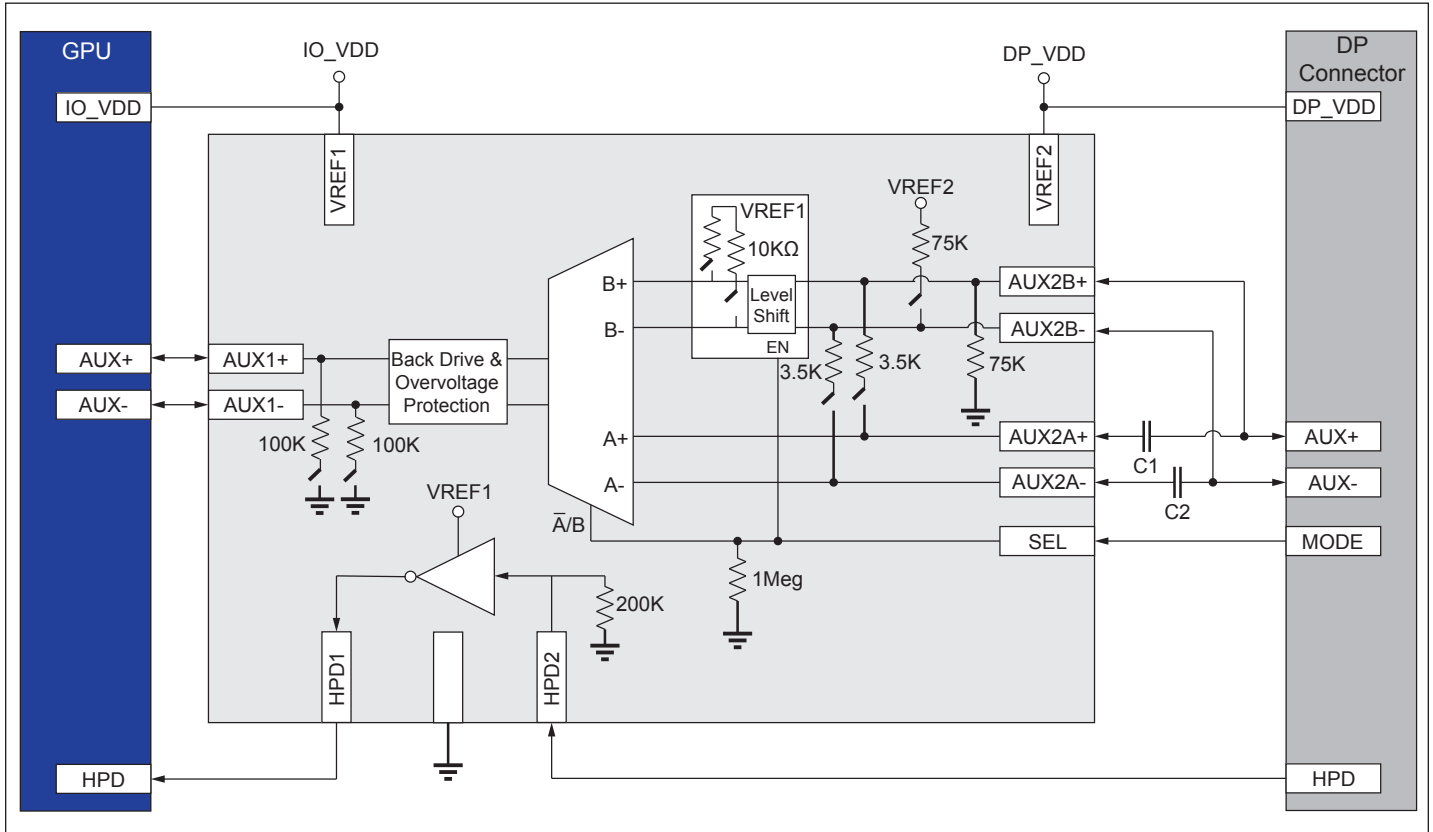 GPU
IO_VDD
DP_VDD
DP
Connector
IO_VDD
DP_VDD
VREF1
VREF2
VREF2
VREF1
10KΩ
75K
B+
Level
Shift
AUX2B+
B-
AUX2B-
EN
AUX+
AUX1+
Back Drive &
Overvoltage
Protection
3.5K
3.5K
75K
AUX-
AUX1-
100K
100K
A+
AUX2A+
C1
AUX+
A-
AUX2A-
C2
AUX-
VREF1
A̅/B
SEL
MODE
1Meg
200K
HPD1
HPD2
HPD
HPD